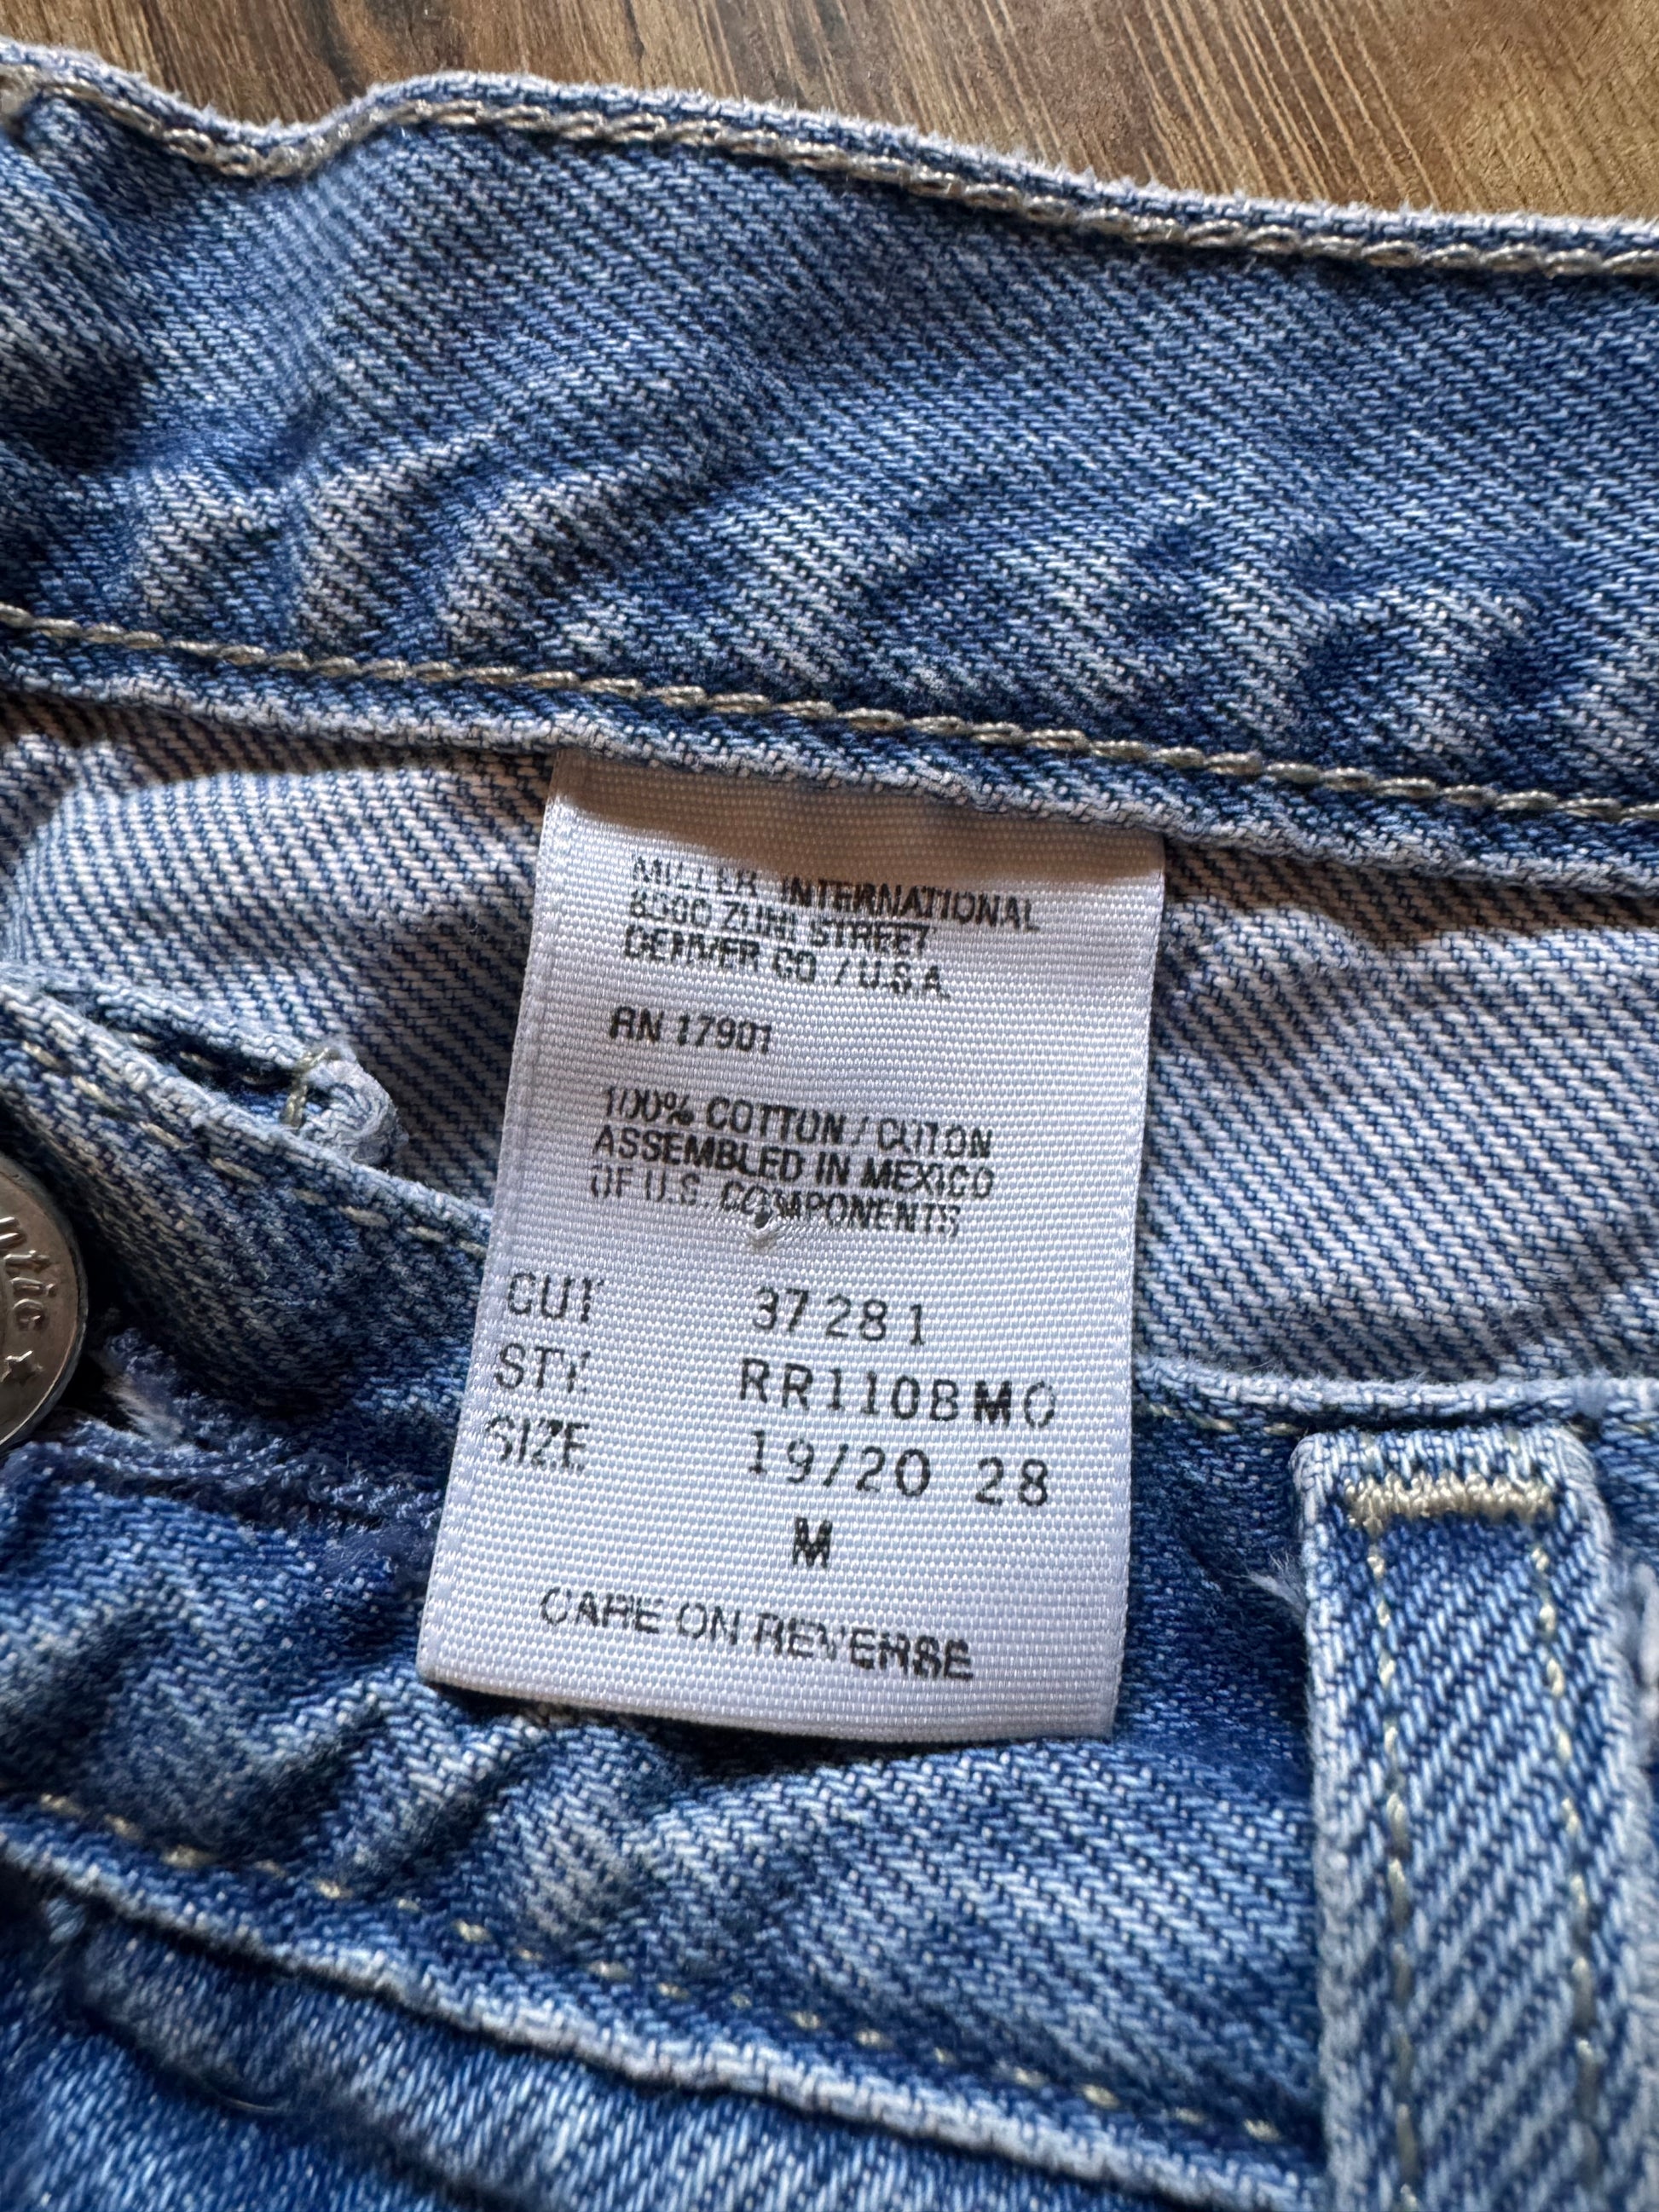 MILLER INTERNATIONAL
8500 ZUNI STREET
DENVER CO. / U.S.A.
RN 17901
100% COTTON / COTON
ASSEMBLED IN MEXICO
OF U.S. COMPONENTS
CUT 37281
STY. RR110BMO
SIZE 19/20 28
M
CARE ON REVERSE